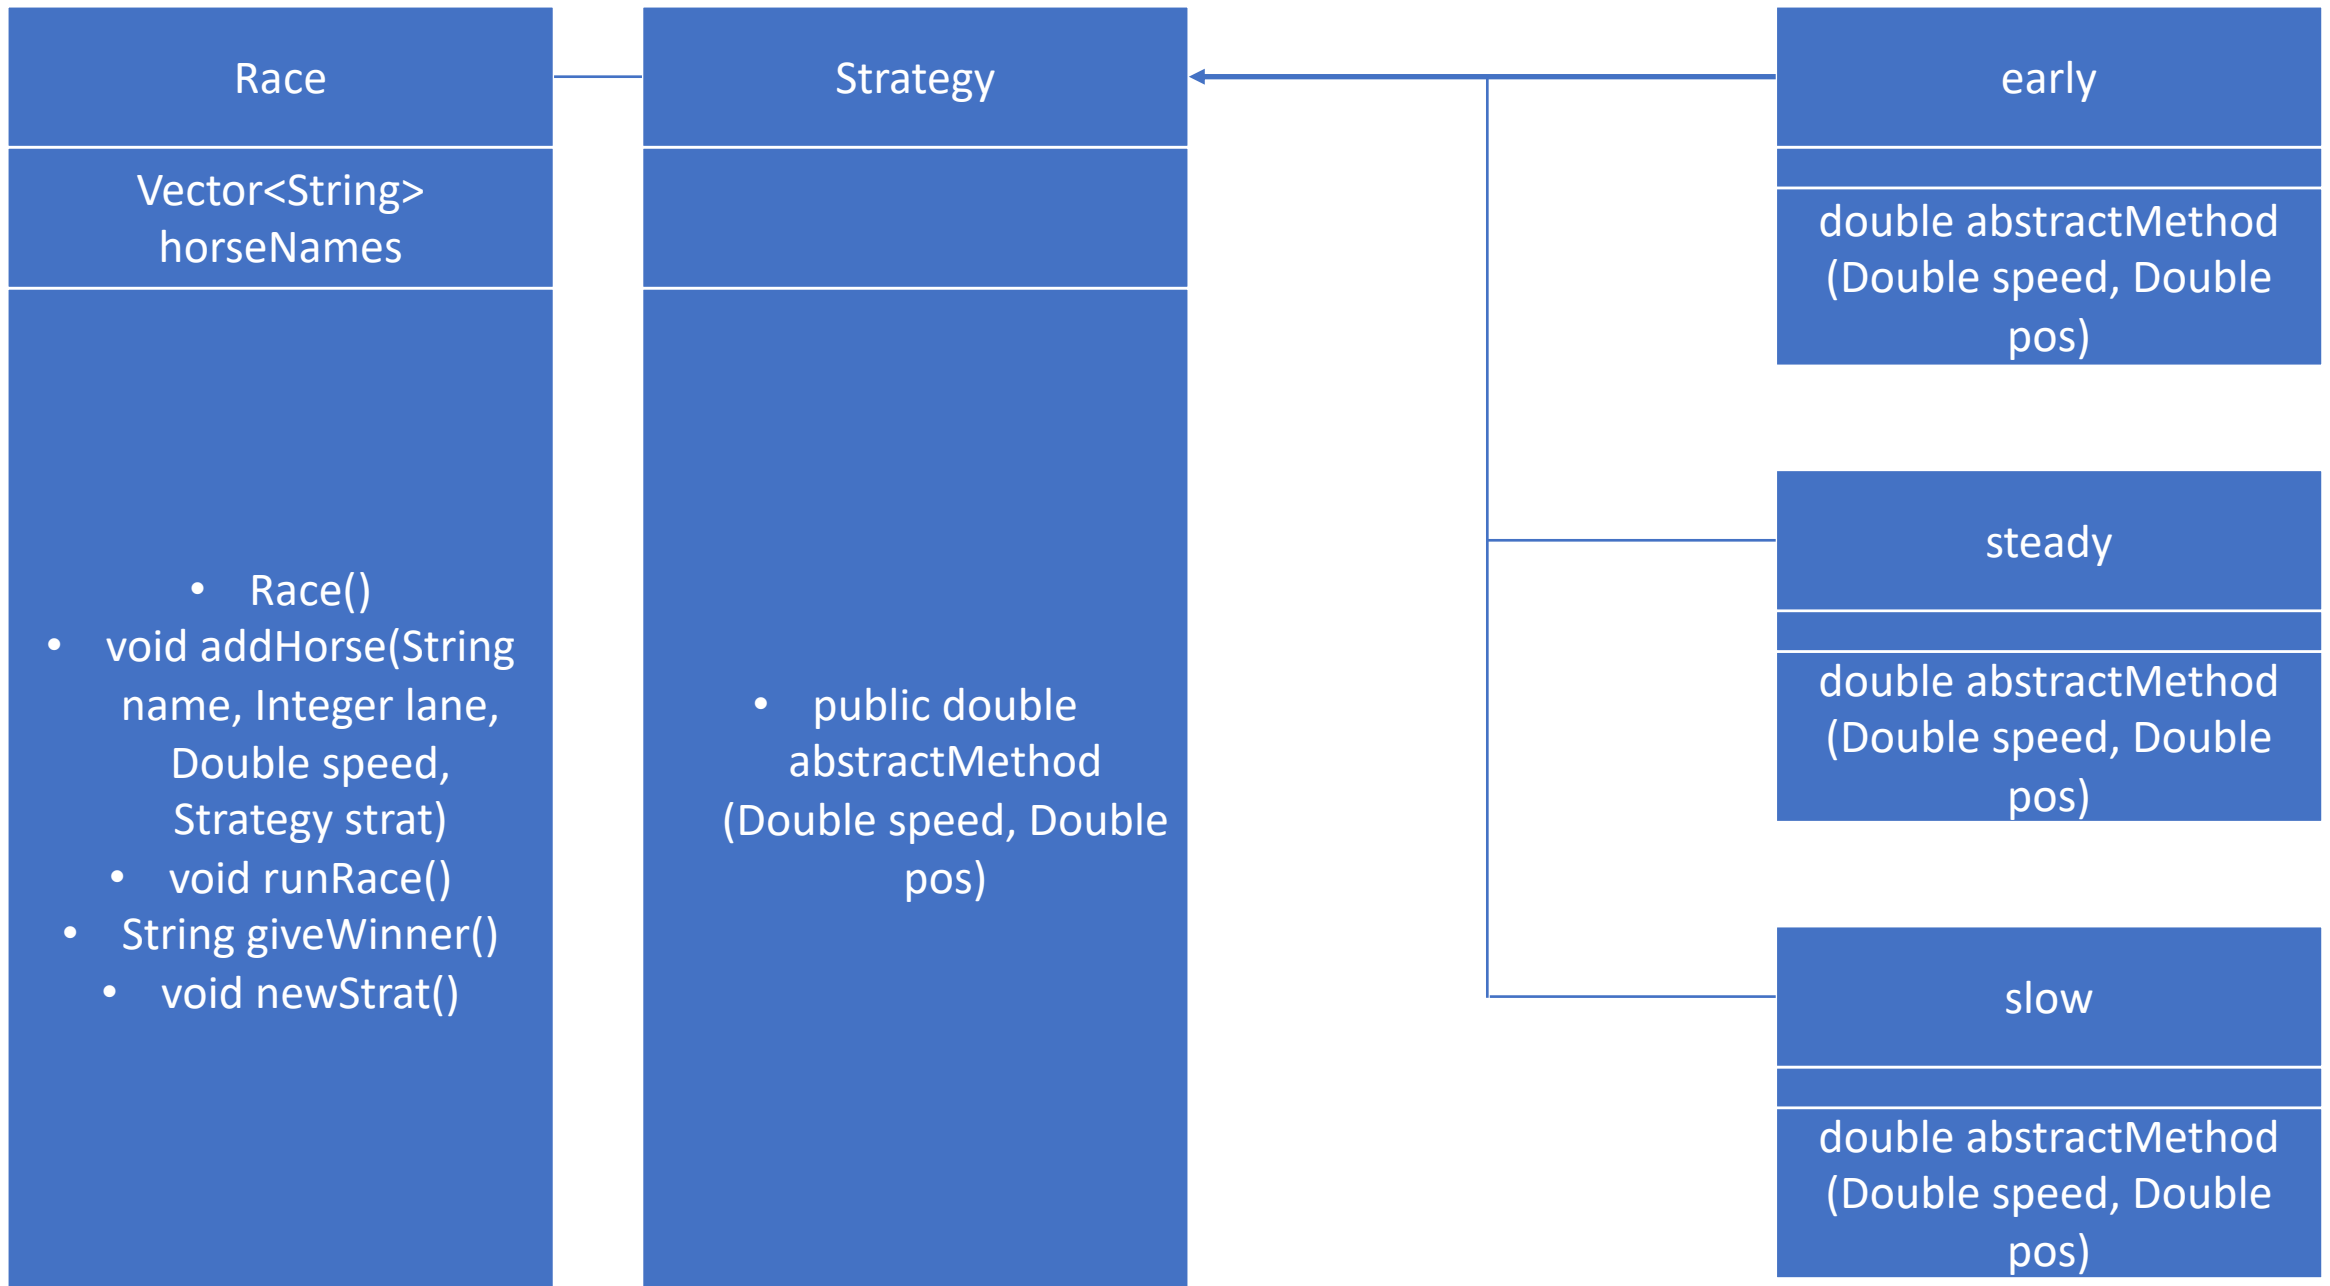 Race
Vector<String>
horseNames
• Race()
• void addHorse(String
name, Integer lane,
Double speed,
Strategy strat)
• void runRace()
• String giveWinner()
• void newStrat()
Strategy
• public double
abstractMethod
(Double speed, Double
pos)
early
double abstractMethod
(Double speed, Double
pos)
steady
double abstractMethod
(Double speed, Double
pos)
slow
double abstractMethod
(Double speed, Double
pos)